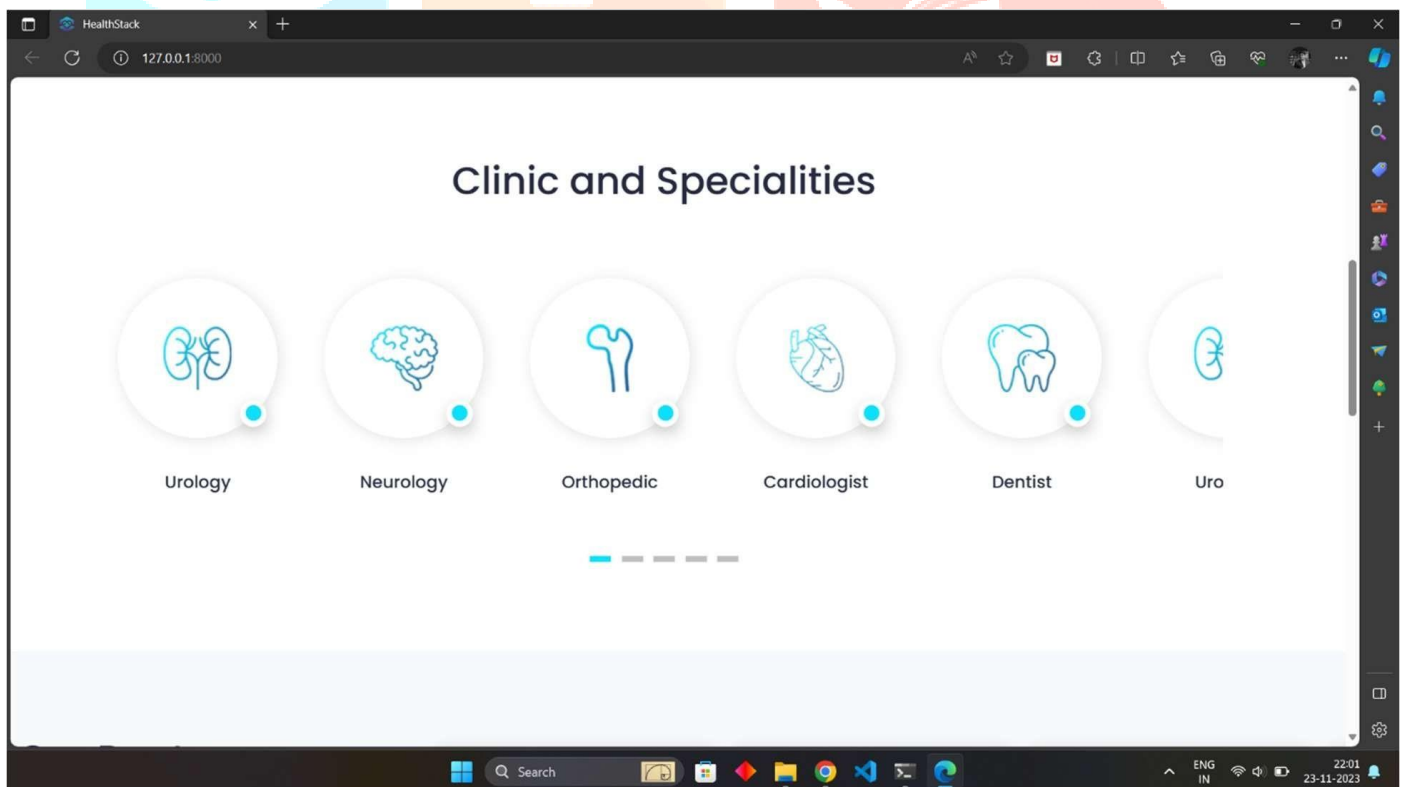 HealthStack
127.0.0.1:8000
Clinic and Specialities
Urology Neurology Orthopedic Cardiologist Dentist Uro
Search
ENG
IN
22:01
23-11-2023